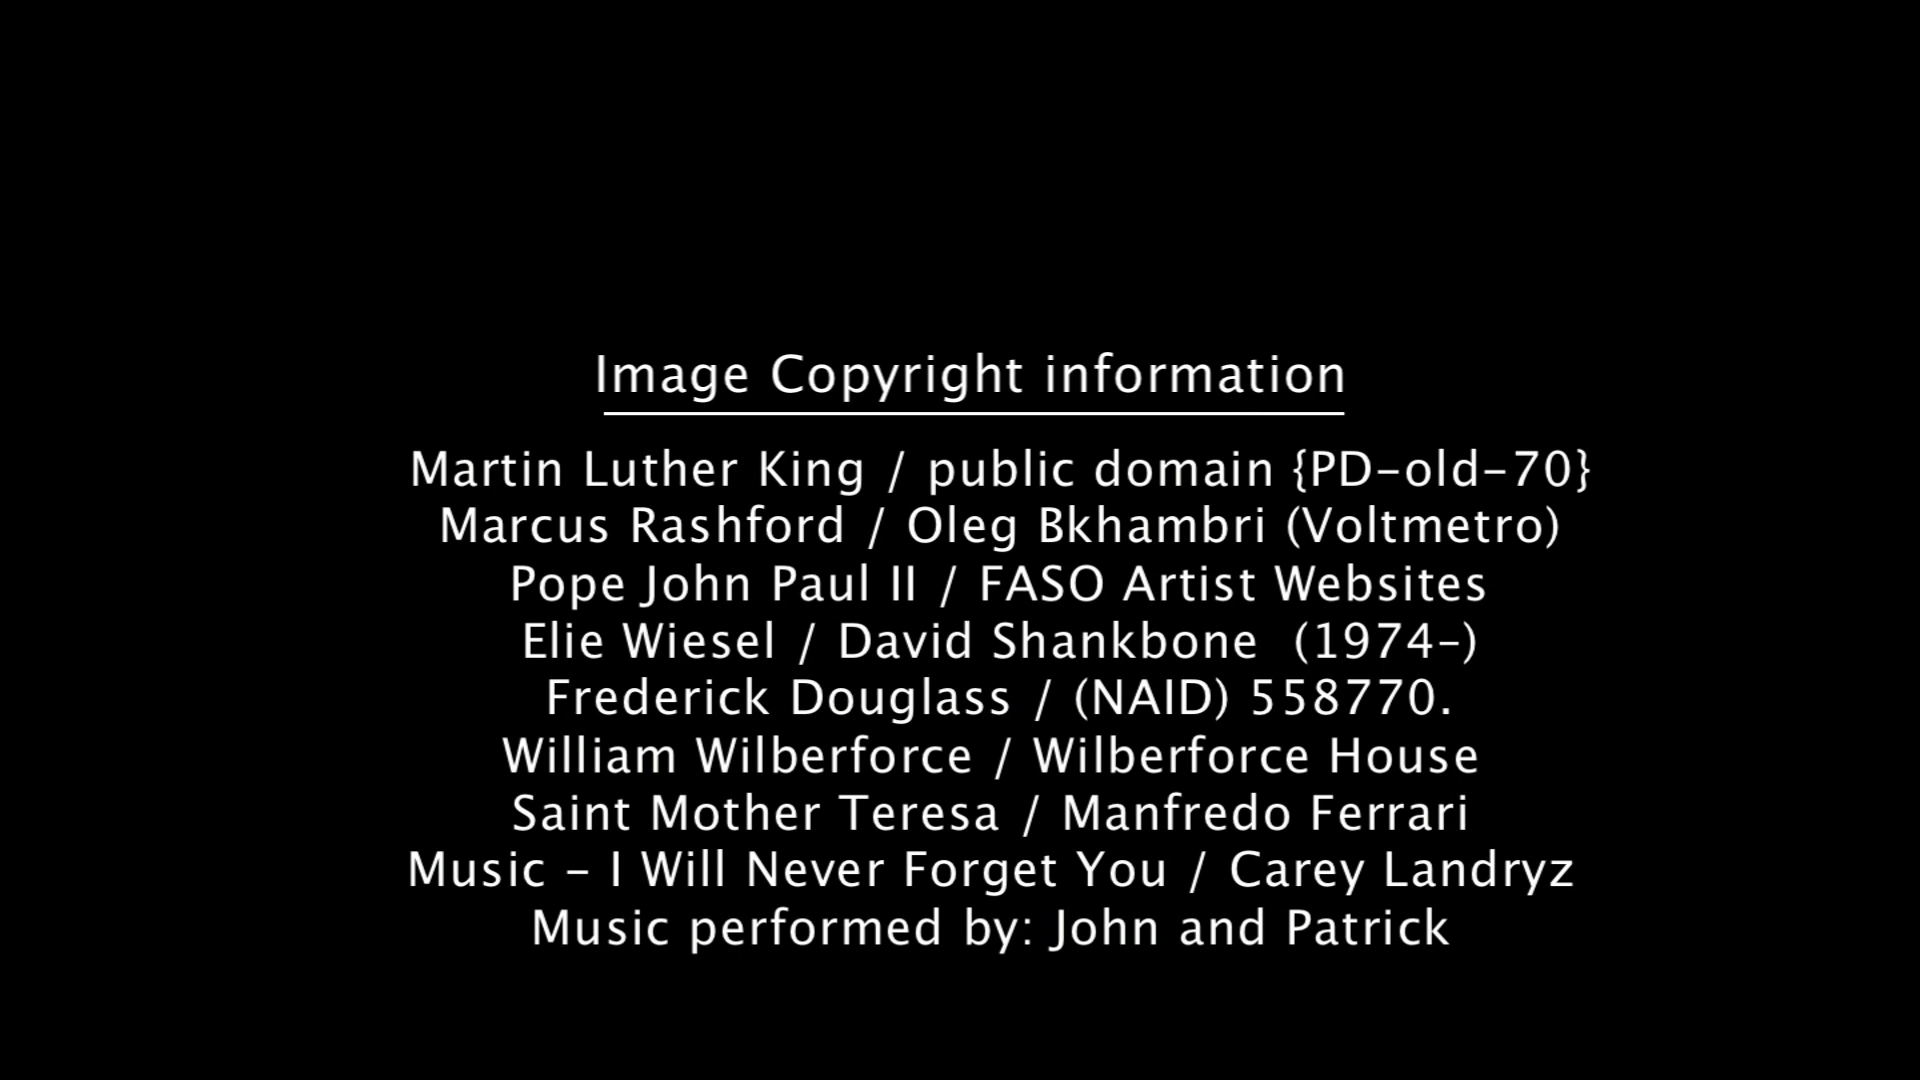 Image Copyright information
Martin Luther King / public domain {PD-old-70}
Marcus Rashford / Oleg Bkhambri (Voltmetro)
Pope John Paul II / FASO Artist Websites
Elie Wiesel / David Shankbone (1974-)
Frederick Douglass / (NAID) 558770.
William Wilberforce / Wilberforce House
Saint Mother Teresa / Manfredo Ferrari
Music - I Will Never Forget You / Carey Landryz
Music performed by: John and Patrick